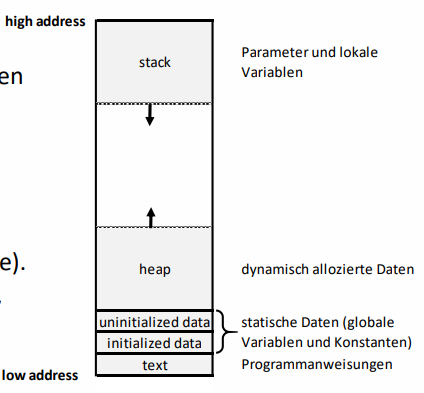 high address
stack
Parameter und lokale
Variablen
en
e).
heap
dynamisch allozierte Daten
uninitialized data
initialized data
statische Daten (globale
Variablen und Konstanten)
text
Programmanweisungen
low address